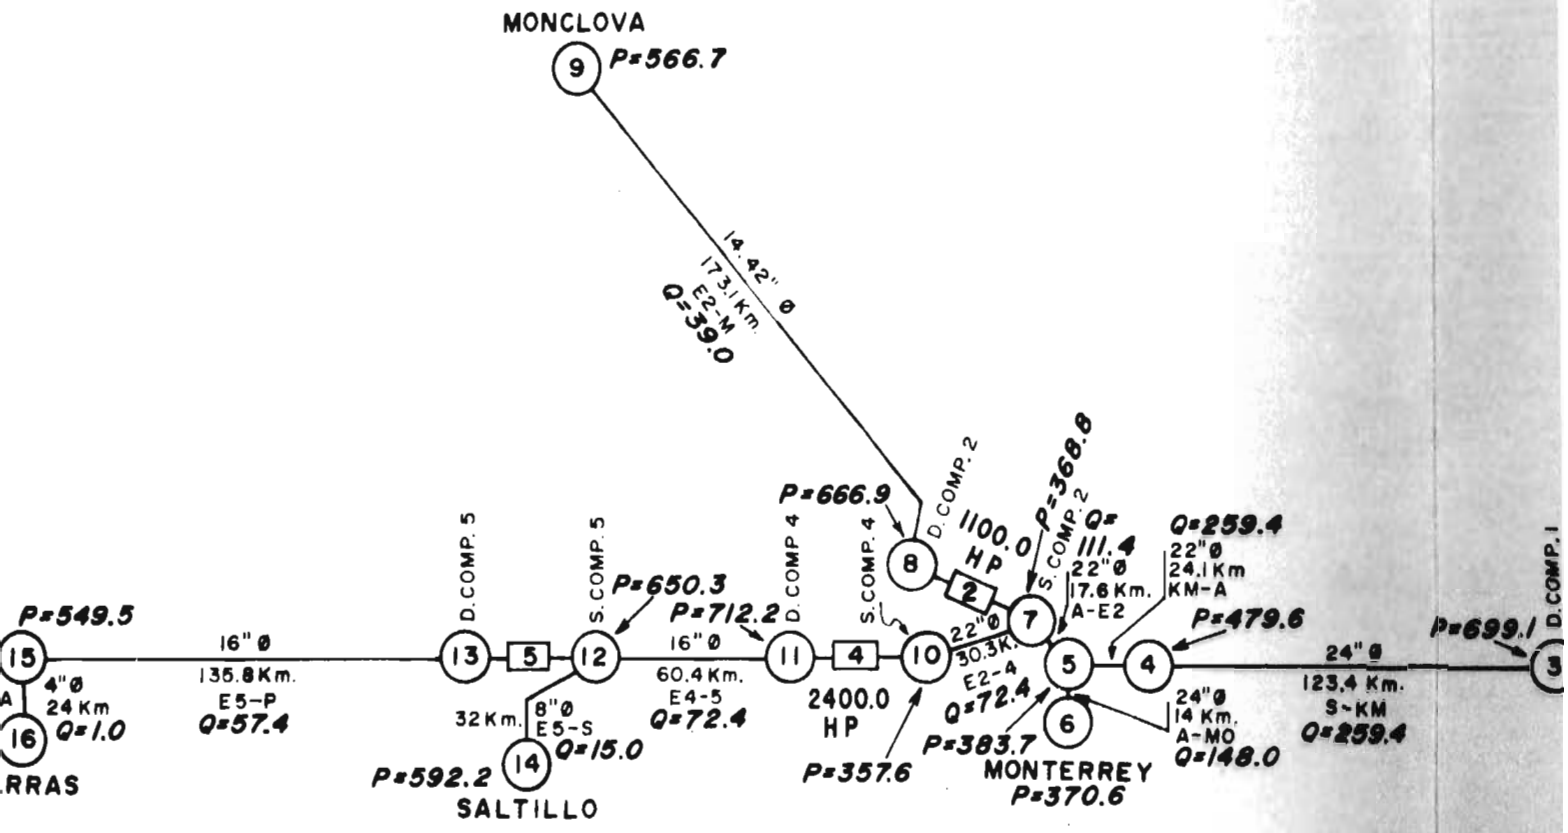 MONCLOVA
9
P=566.7
14.42" Ø
173.1 Km.
E2-M
Q=39.0
P=666.9
D. COMP. 2
8
1100.0
HP
2
P=368.8
S. COMP. 2
7
Q=
111.4
22"Ø
17.6 Km.
A-E2
Q=259.4
22"Ø
24.1 Km
KM-A
P=479.6
4
24"Ø
123.4 Km.
S-KM
Q=259.4
P=699.1
D. COMP. 1
3
P=549.5
15
4"Ø
24 Km
Q=1.0
A
16
RRAS
16"Ø
135.8 Km.
E5-P
Q=57.4
D. COMP. 5
13
5
S. COMP. 5
12
P=650.3
32 Km.
8"Ø
E5-S
Q=15.0
14
P=592.2
SALTILLO
16"Ø
60.4 Km.
E4-5
Q=72.4
P=712.2
D. COMP 4
11
4
2400.0
HP
S. COMP. 4
10
P=357.6
22"Ø
30.3 K.
E2-4
Q=72.4
5
P=383.7
6
MONTERREY
P=370.6
24"Ø
14 Km.
A-MO
Q=148.0